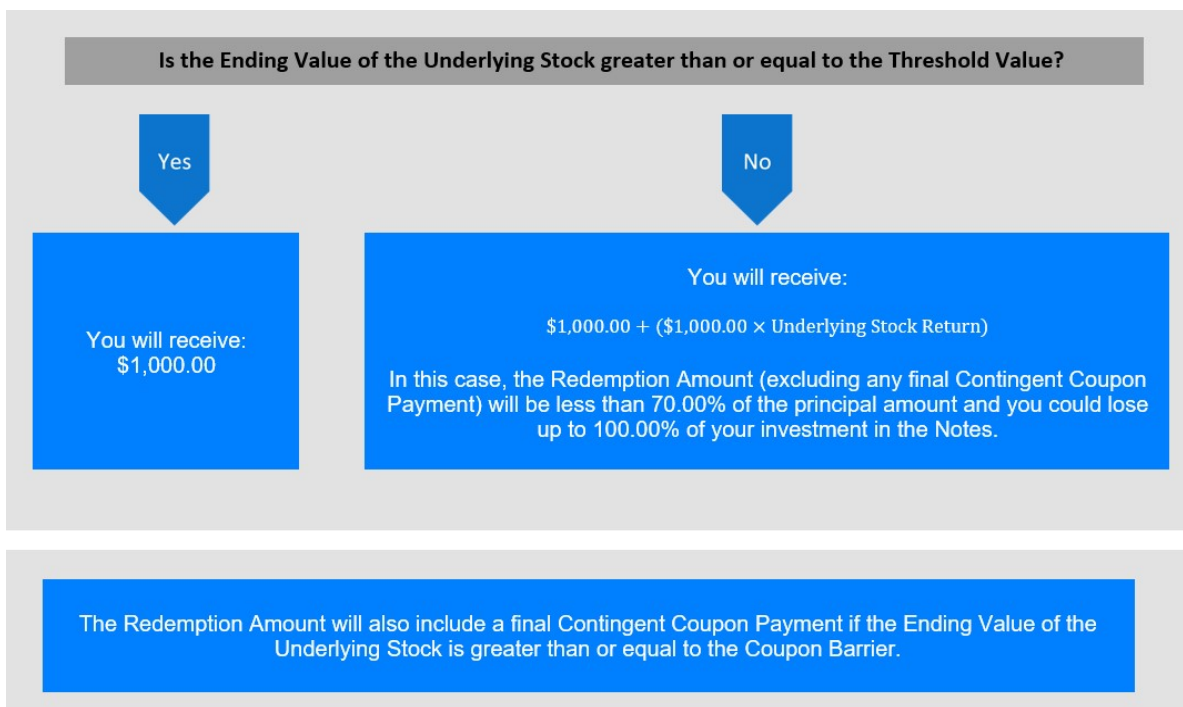 Is the Ending Value of the Underlying Stock greater than or equal to the Threshold Value?
Yes
No
You will receive:
$1,000.00
You will receive:
$1,000.00 + ($1,000.00 × Underlying Stock Return)
In this case, the Redemption Amount (excluding any final Contingent Coupon
Payment) will be less than 70.00% of the principal amount and you could lose
up to 100.00% of your investment in the Notes.
The Redemption Amount will also include a final Contingent Coupon Payment if the Ending Value of the
Underlying Stock is greater than or equal to the Coupon Barrier.